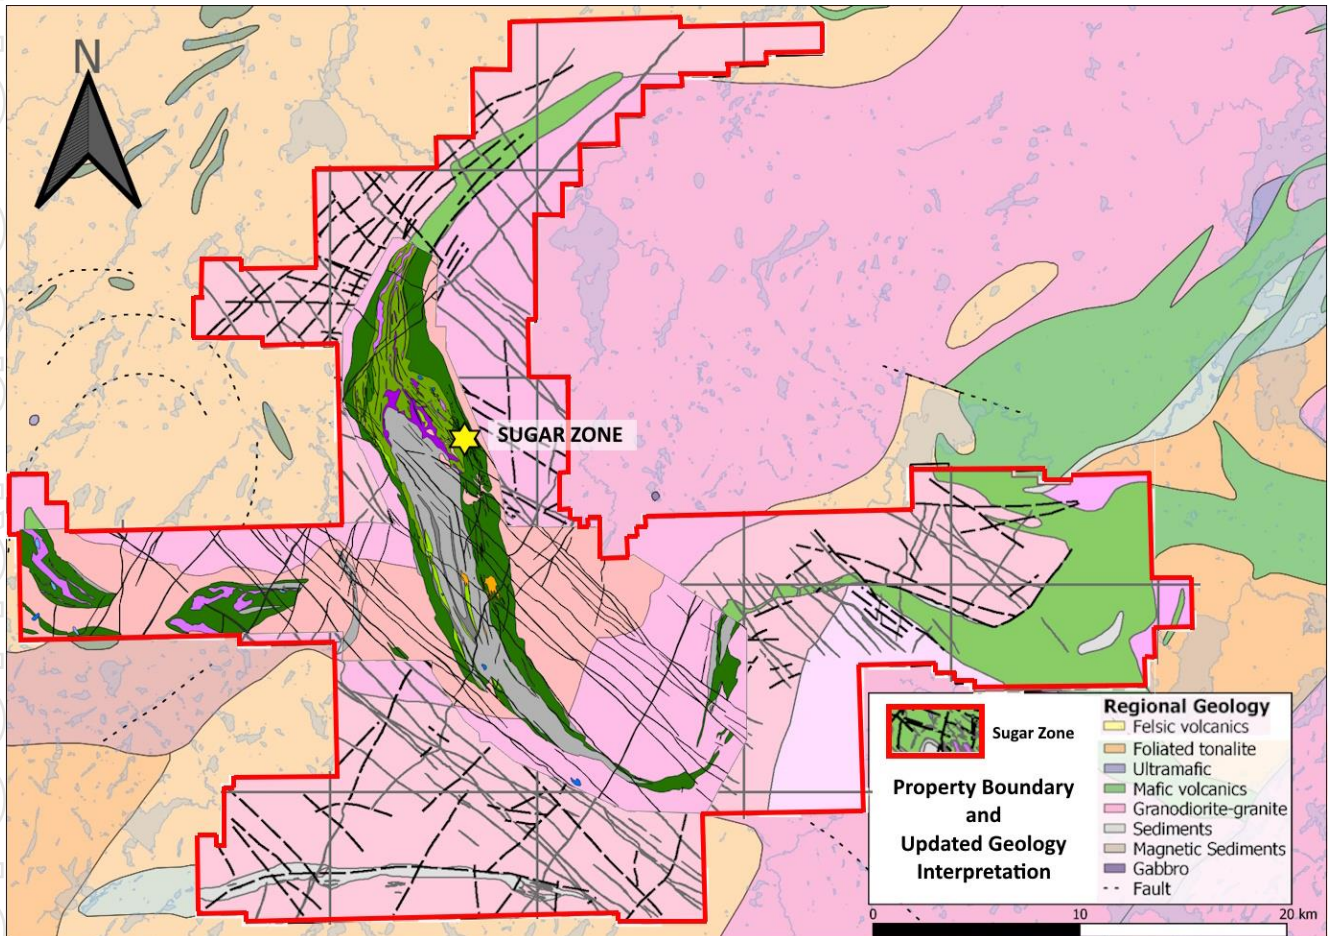 N
SUGAR ZONE
Sugar Zone
Property Boundary
and
Updated Geology
Interpretation
Regional Geology
Felsic volcanics
Foliated tonalite
Ultramafic
Mafic volcanics
Granodiorite-granite
Sediments
Magnetic Sediments
Gabbro
Fault
0 10 20 km